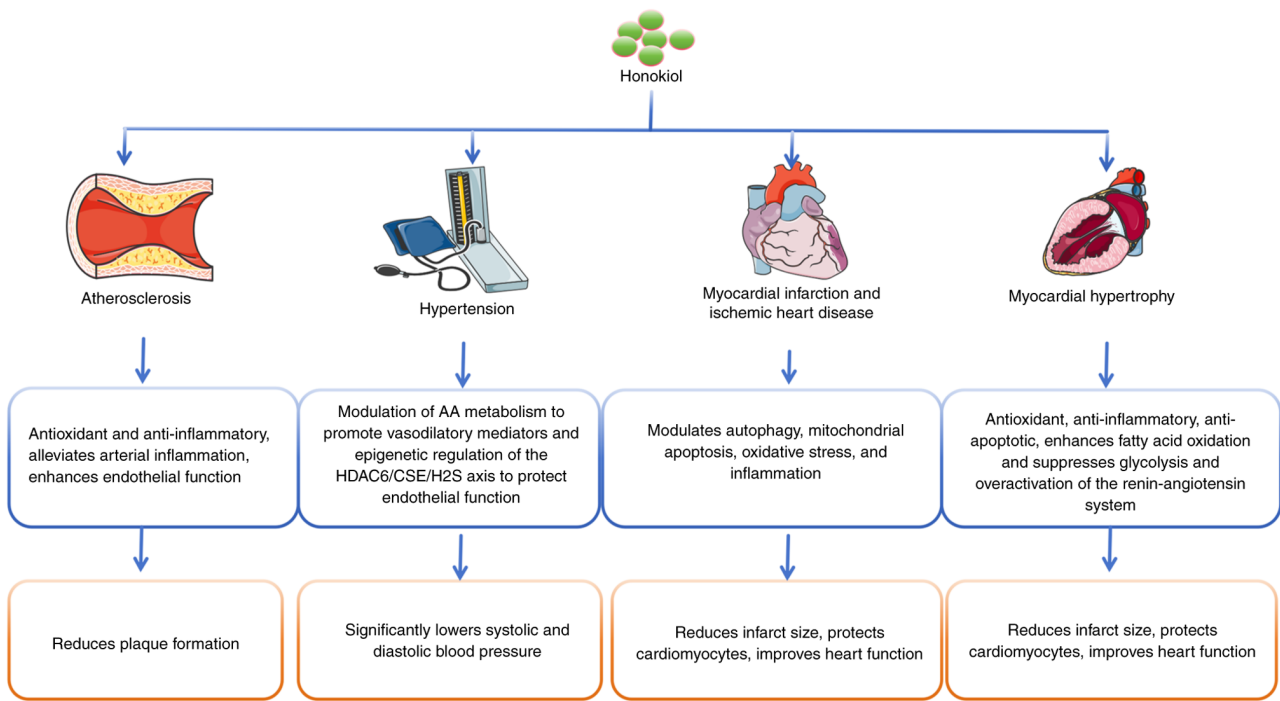 Honokiol
Atherosclerosis
Hypertension
Myocardial infarction and
ischemic heart disease
Myocardial hypertrophy
Antioxidant and anti-inflammatory,
alleviates arterial inflammation,
enhances endothelial function
Modulation of AA metabolism to
promote vasodilatory mediators and
epigenetic regulation of the
HDAC6/CSE/H2S axis to protect
endothelial function
Modulates autophagy, mitochondrial
apoptosis, oxidative stress, and
inflammation
Antioxidant, anti-inflammatory, anti-
apoptotic, enhances fatty acid oxidation
and suppresses glycolysis and
overactivation of the renin-angiotensin
system
Reduces plaque formation
Significantly lowers systolic and
diastolic blood pressure
Reduces infarct size, protects
cardiomyocytes, improves heart function
Reduces infarct size, protects
cardiomyocytes, improves heart function